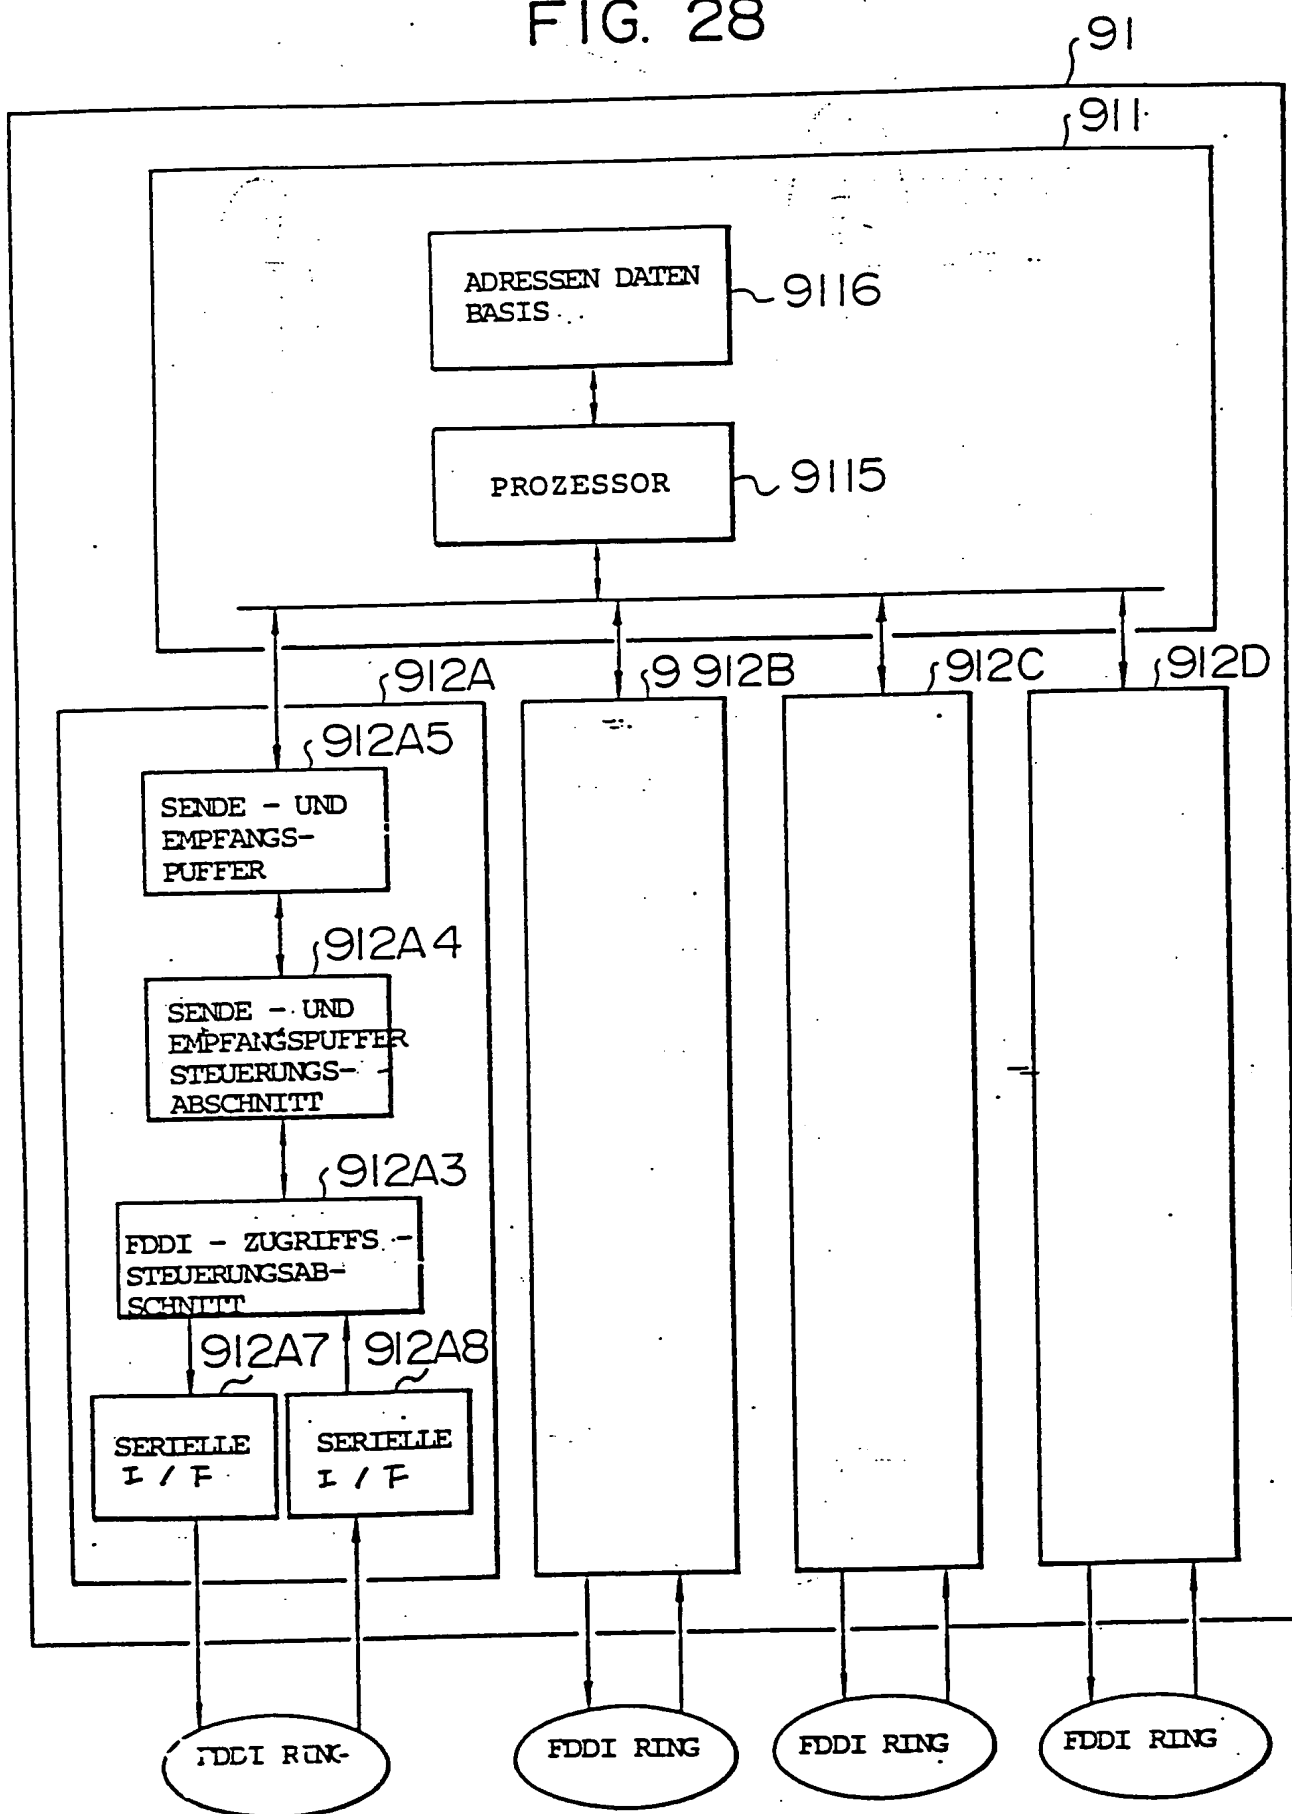 FIG. 28
91
911
ADRESSEN DATEN
BASIS
9116
PROZESSOR
9115
912A
9 912B
912C
912D
912A5
SENDE - UND
EMPFANGS-
PUFFER
912A4
SENDE - UND
EMPFANGSPUFFER
STEUERUNGS-
ABSCHNITT
912A3
FDDI - ZUGRIFFS -
STEUERUNGSAB-
SCHNITT
912A7
912A8
SERIELLE
I / F
SERIELLE
I / F
FDDI RING
FDDI RING
FDDI RING
FDDI RING